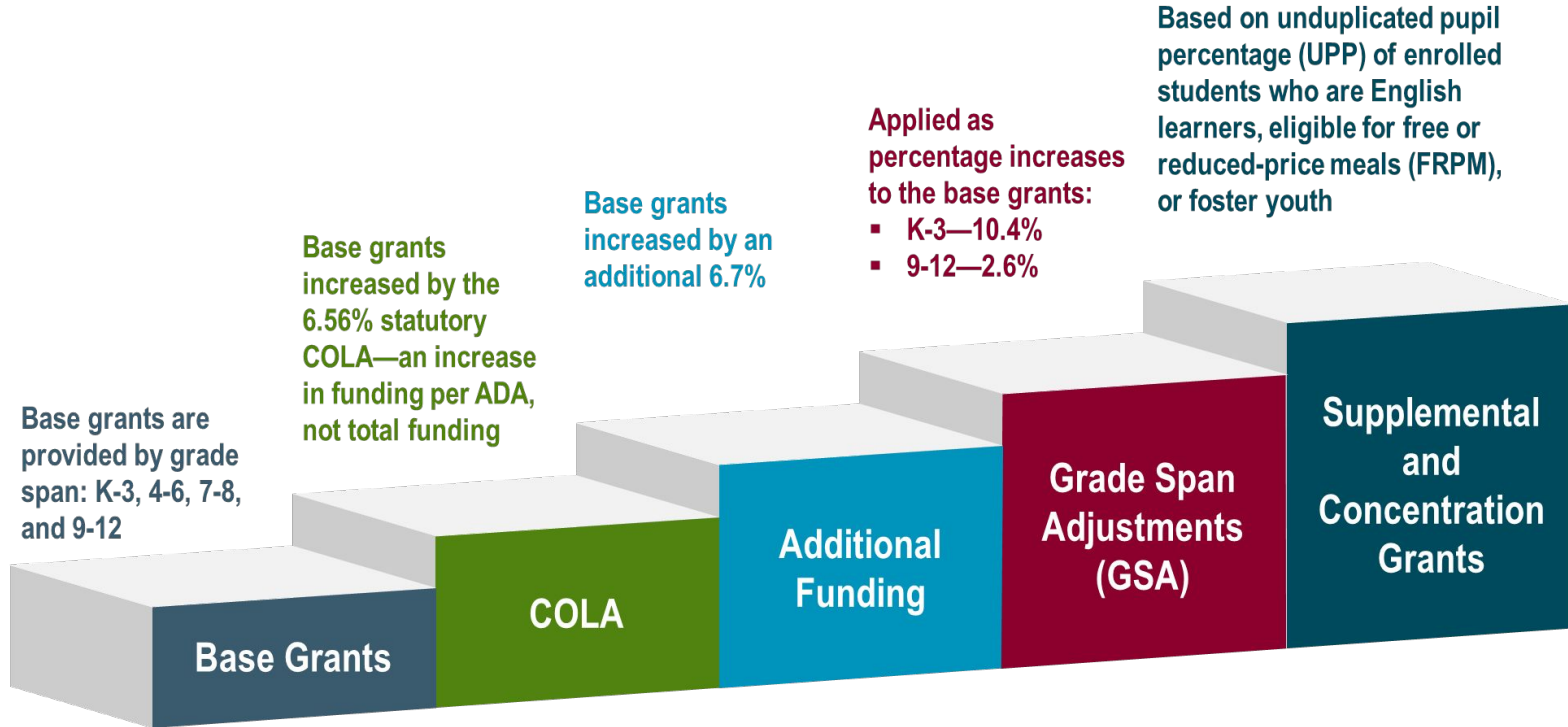 Base grants are
provided by grade
span: K-3, 4-6, 7-8,
and 9-12
Base Grants
Base grants
increased by the
6.56% statutory
COLA—an increase
in funding per ADA,
not total funding
COLA
Base grants
increased by an
additional 6.7%
Additional
Funding
Applied as
percentage increases
to the base grants:
▪ K-3—10.4%
▪ 9-12—2.6%
Grade Span
Adjustments
(GSA)
Based on unduplicated pupil
percentage (UPP) of enrolled
students who are English
learners, eligible for free or
reduced-price meals (FRPM),
or foster youth
Supplemental
and
Concentration
Grants